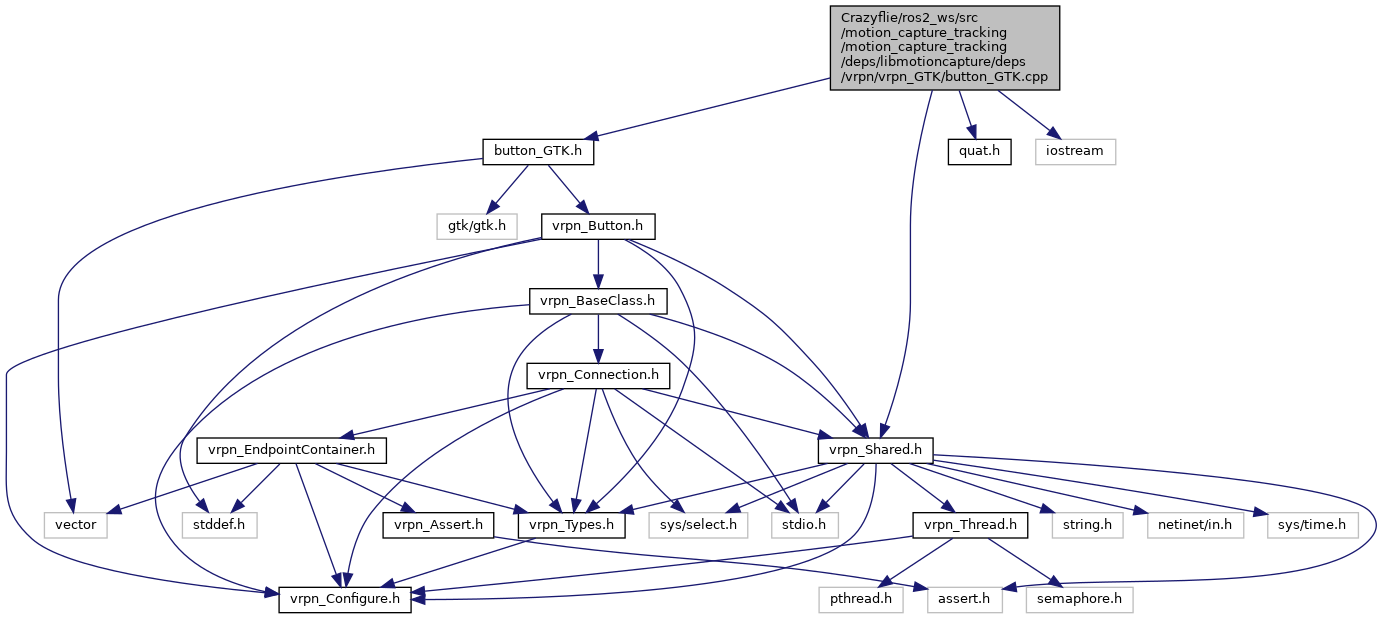 Crazyflie/ros2_ws/src
/motion_capture_tracking
/motion_capture_tracking
/deps/libmotioncapture/deps
/vrpn/vrpn_GTK/button_GTK.cpp
button_GTK.h
quat.h
iostream
gtk/gtk.h
vrpn_Button.h
vrpn_BaseClass.h
vrpn_Connection.h
vrpn_EndpointContainer.h
vrpn_Shared.h
vector
stddef.h
vrpn_Assert.h
vrpn_Types.h
sys/select.h
stdio.h
vrpn_Thread.h
string.h
netinet/in.h
sys/time.h
vrpn_Configure.h
pthread.h
assert.h
semaphore.h